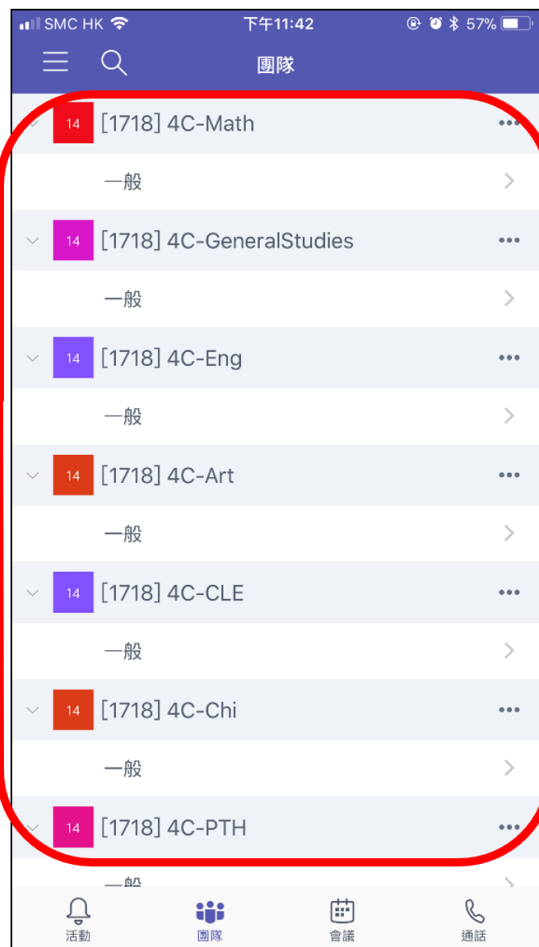 SMC HK 下午11:42 57%
團隊
14 [1718] 4C-Math
一般
14 [1718] 4C-GeneralStudies
一般
14 [1718] 4C-Eng
一般
14 [1718] 4C-Art
一般
14 [1718] 4C-CLE
一般
14 [1718] 4C-Chi
一般
14 [1718] 4C-PTH
一般
活動 團隊 會議 通話